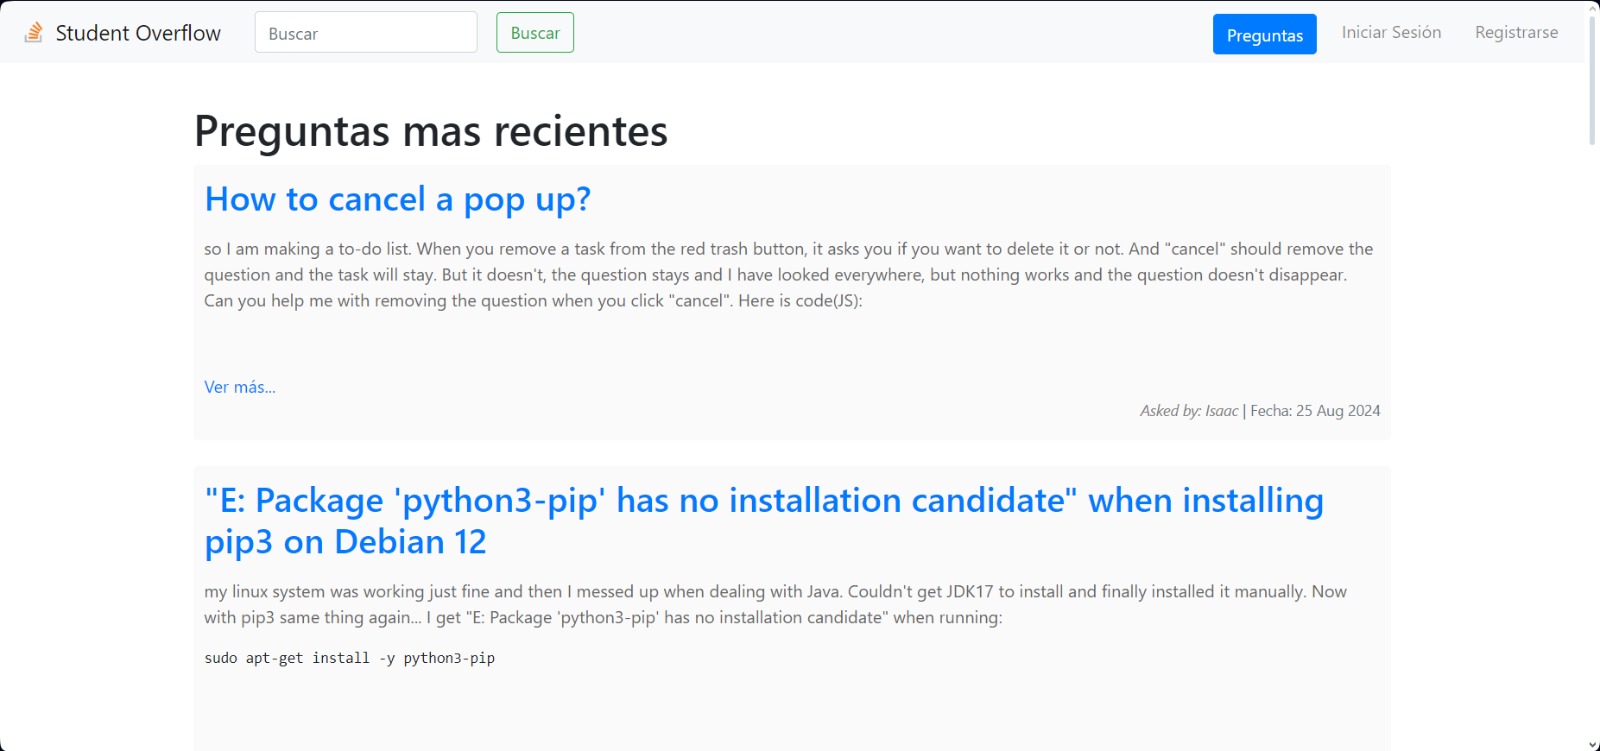 Student Overflow
Buscar
Buscar
Preguntas
Iniciar Sesión
Registrarse
Preguntas mas recientes
How to cancel a pop up?
so I am making a to-do list. When you remove a task from the red trash button, it asks you if you want to delete it or not. And "cancel" should remove the
question and the task will stay. But it doesn't, the question stays and I have looked everywhere, but nothing works and the question doesn't disappear.
Can you help me with removing the question when you click "cancel". Here is code(JS):
Ver más...
Asked by: Isaac | Fecha: 25 Aug 2024
"E: Package 'python3-pip' has no installation candidate" when installing
pip3 on Debian 12
my linux system was working just fine and then I messed up when dealing with Java. Couldn't get JDK17 to install and finally installed it manually. Now
with pip3 same thing again... I get "E: Package 'python3-pip' has no installation candidate" when running:
sudo apt-get install -y python3-pip